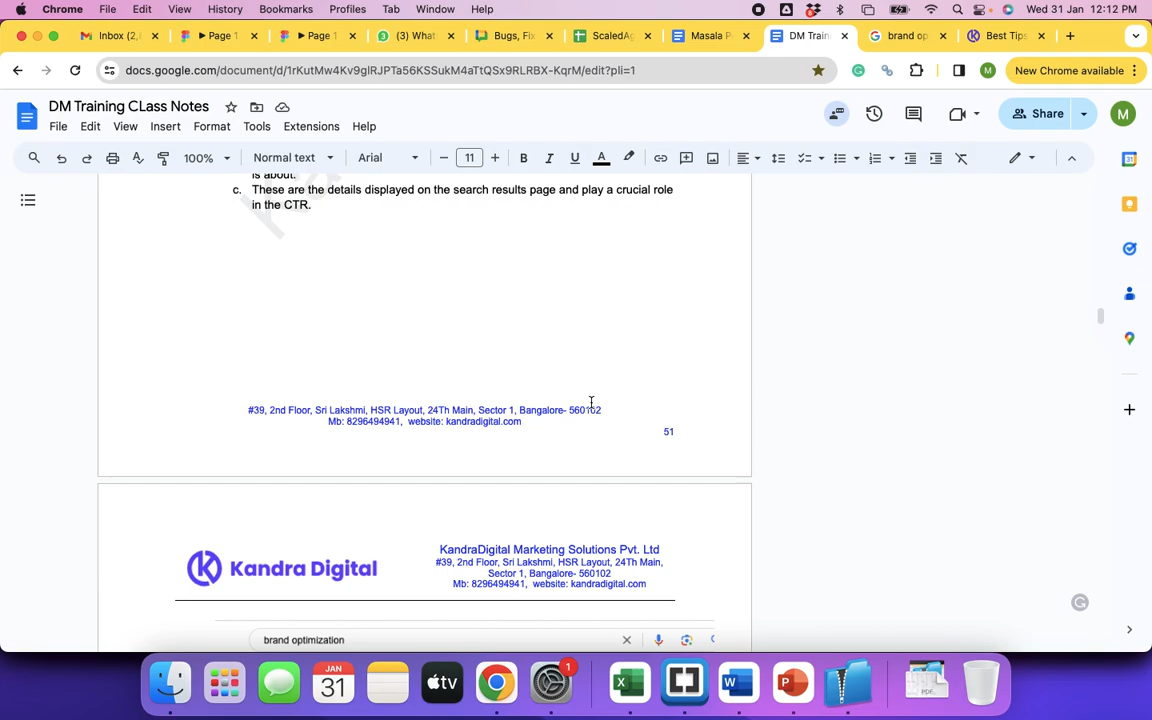 Chrome File Edit View History Bookmarks Profiles Tab Window Help Wed 31 Jan 12:12 PM
Inbox (2, Page 1 Page 1 (3) What Bugs, Fix ScaledAg Masala P DM Train brand op Best Tips
docs.google.com/document/d/1rKutMw4Kv9glRJPTa56KSSukM4aTtQSx9RLRBX-KqrM/edit?pli=1 New Chrome available
DM Training CLass Notes
File Edit View Insert Format Tools Extensions Help
Share M
100% Normal text Arial 11 B I U A
is about.
c. These are the details displayed on the search results page and play a crucial role
in the CTR.
#39, 2nd Floor, Sri Lakshmi, HSR Layout, 24Th Main, Sector 1, Bangalore- 560102
Mb: 8296494941, website: kandradigital.com
51
KandraDigital Marketing Solutions Pvt. Ltd
#39, 2nd Floor, Sri Lakshmi, HSR Layout, 24Th Main,
Sector 1, Bangalore- 560102
Mb: 8296494941, website: kandradigital.com
Kandra Digital
brand optimization
JAN
31
tv
1
X
W
P
PDF